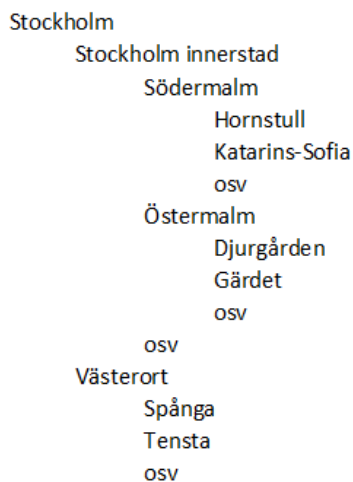 Stockholm
Stockholm innerstad
Södermalm
Hornstull
Katarins-Sofia
osv
Östermalm
Djurgården
Gärdet
osv
osv
Västerort
Spånga
Tensta
osv